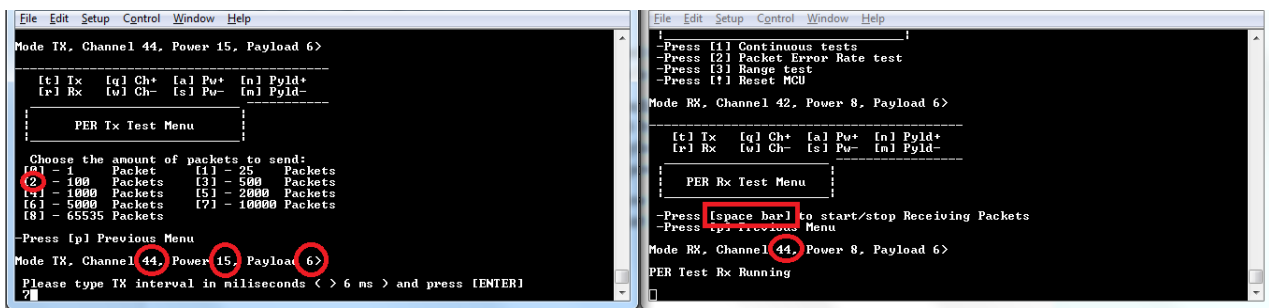 File Edit Setup Control Window Help
Mode TX, Channel 44, Power 15, Payload 6>
[t] Tx [q] Ch+ [a] Pw+ [n] Pyld+
[r] Rx [w] Ch- [s] Pw- [m] Pyld-
PER Tx Test Menu
Choose the amount of packets to send:
[0] - 1 Packet [1] - 25 Packets
[2 - 100 Packets [3] - 500 Packets
[4] - 1000 Packets [5] - 2000 Packets
[6] - 5000 Packets [7] - 10000 Packets
[8] - 65535 Packets
-Press [p] Previous Menu
Mode TX, Channel 44, Power 15, Payload 6>
Please type TX interval in miliseconds ( > 6 ms ) and press [ENTER]
?
File Edit Setup Control Window Help
-Press [1] Continuous tests
-Press [2] Packet Error Rate test
-Press [3] Range test
-Press [!] Reset MCU
Mode RX, Channel 42, Power 8, Payload 6>
[t] Tx [q] Ch+ [a] Pw+ [n] Pyld+
[r] Rx [w] Ch- [s] Pw- [m] Pyld-
PER Rx Test Menu
-Press [space bar] to start/stop Receiving Packets
-Press [p] Previous Menu
Mode RX, Channel 44, Power 8, Payload 6>
PER Test Rx Running